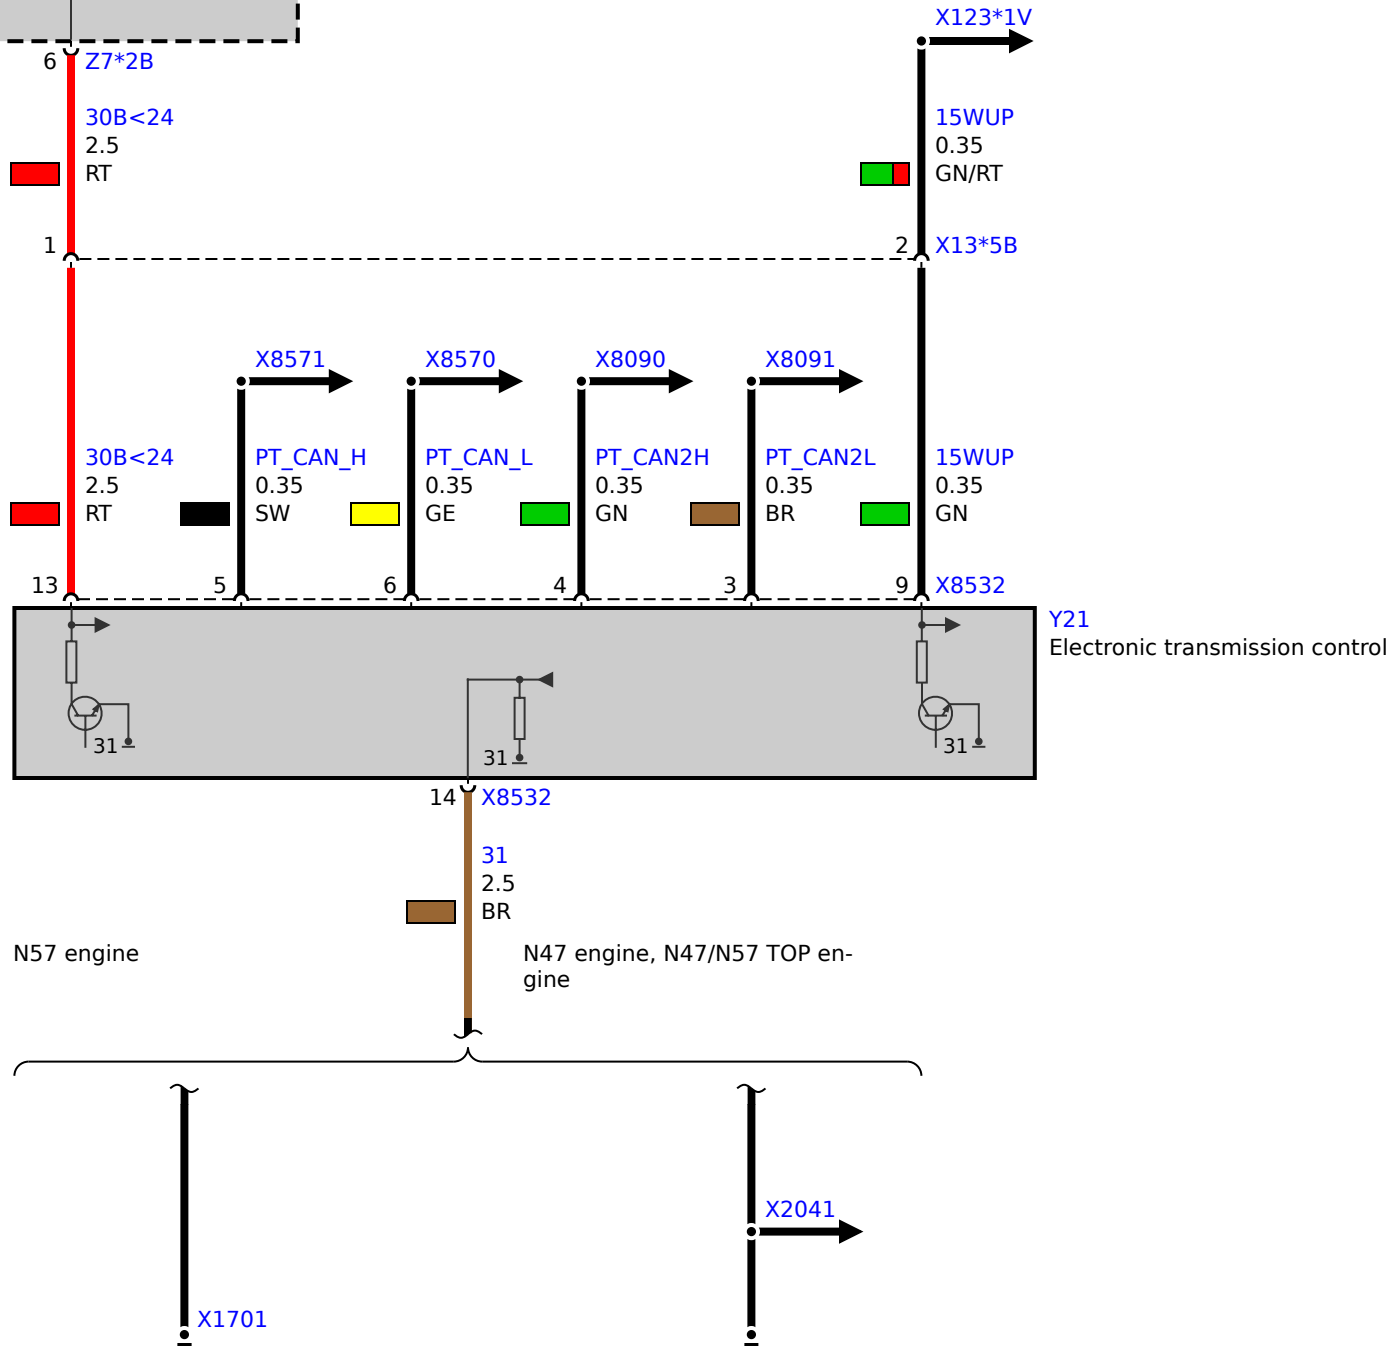 X123*1V
6 Z7*2B
30B<24 15WUP
2.5 0.35
RT GN/RT
1 2 X13*5B
X8571 X8570 X8090 X8091
30B<24 PT_CAN_H PT_CAN_L PT_CAN2H PT_CAN2L 15WUP
2.5 0.35 0.35 0.35 0.35 0.35
RT SW GE GN BR GN
13 5 6 4 3 9 X8532
Y21
Electronic transmission control
31 31 31
14 X8532
31
2.5
BR
N57 engine N47 engine, N47/N57 TOP en-
gine
X2041
X1701